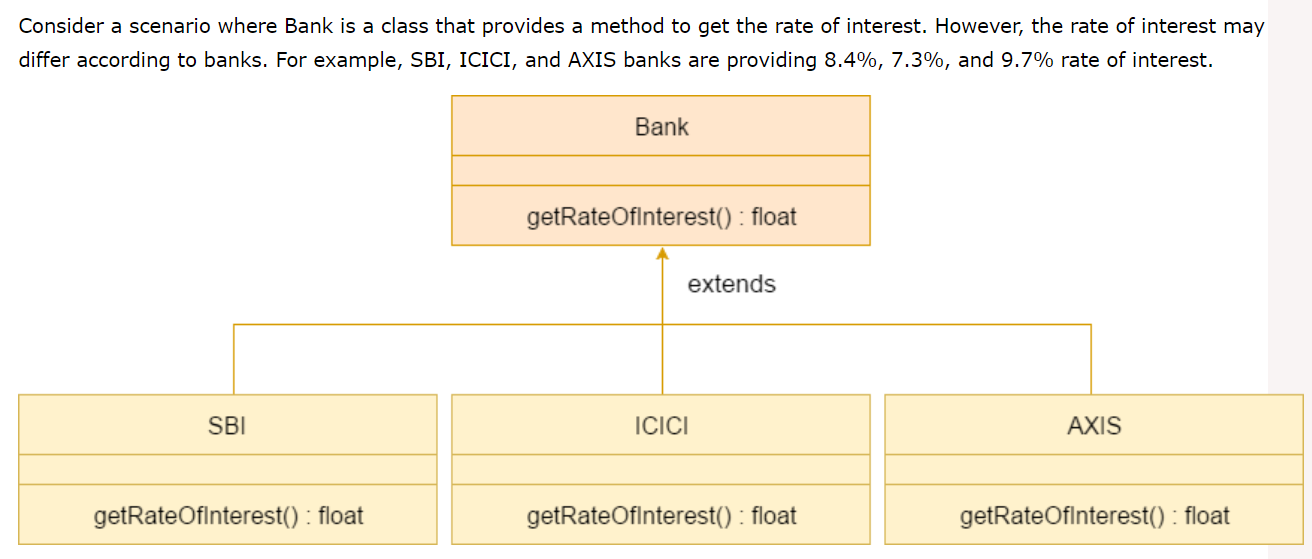 Consider a scenario where Bank is a class that provides a method to get the rate of interest. However, the rate of interest may
differ according to banks. For example, SBI, ICICI, and AXIS banks are providing 8.4%, 7.3%, and 9.7% rate of interest.
Bank
getRateOfInterest() : float
extends
SBI
ICICI
AXIS
getRateOfInterest() : float
getRateOfInterest() : float
getRateOfInterest() : float